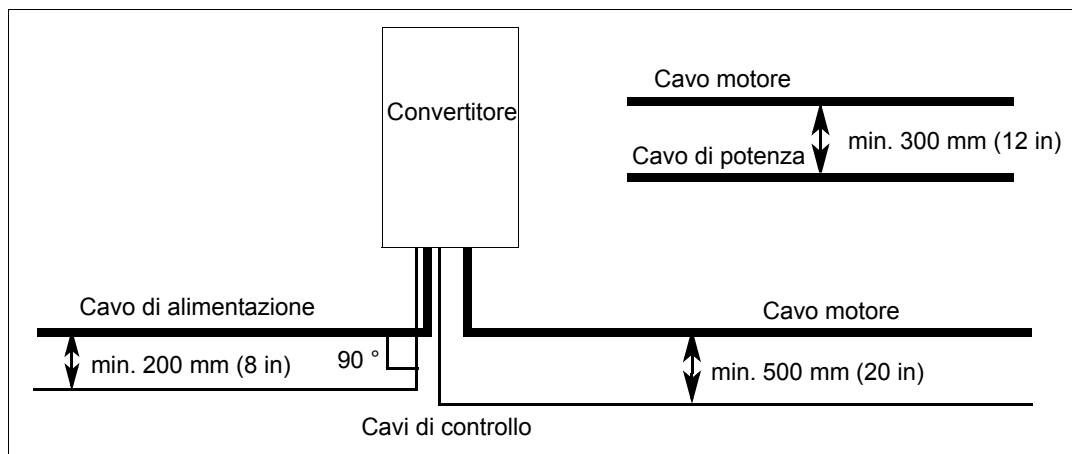 Convertitore
Cavo motore
min. 300 mm (12 in)
Cavo di potenza
Cavo di alimentazione
min. 200 mm (8 in)
90 °
Cavo motore
min. 500 mm (20 in)
Cavi di controllo